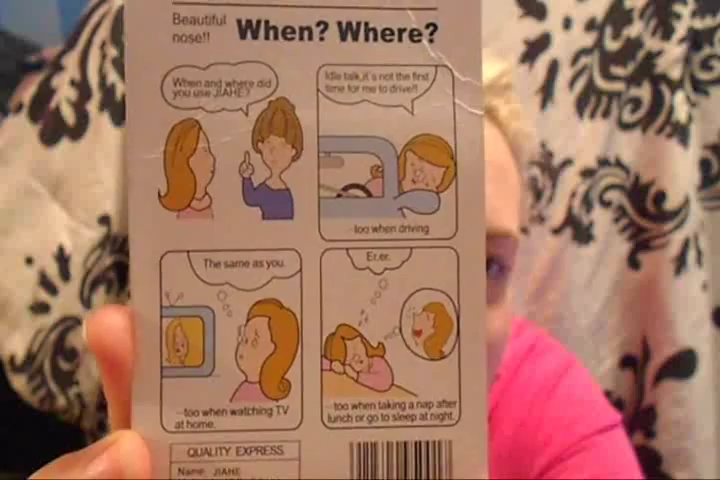 Beautiful
nose!!
When? Where?
When and where did
you use JIAHE?
Idle talk,it's not the first
time for me to drive!!
··too when driving
The same as you.
Er,er.
··too when watching TV
at home.
··too when taking a nap after
lunch or go to sleep at night.
QUALITY EXPRESS
Name: JIAHE